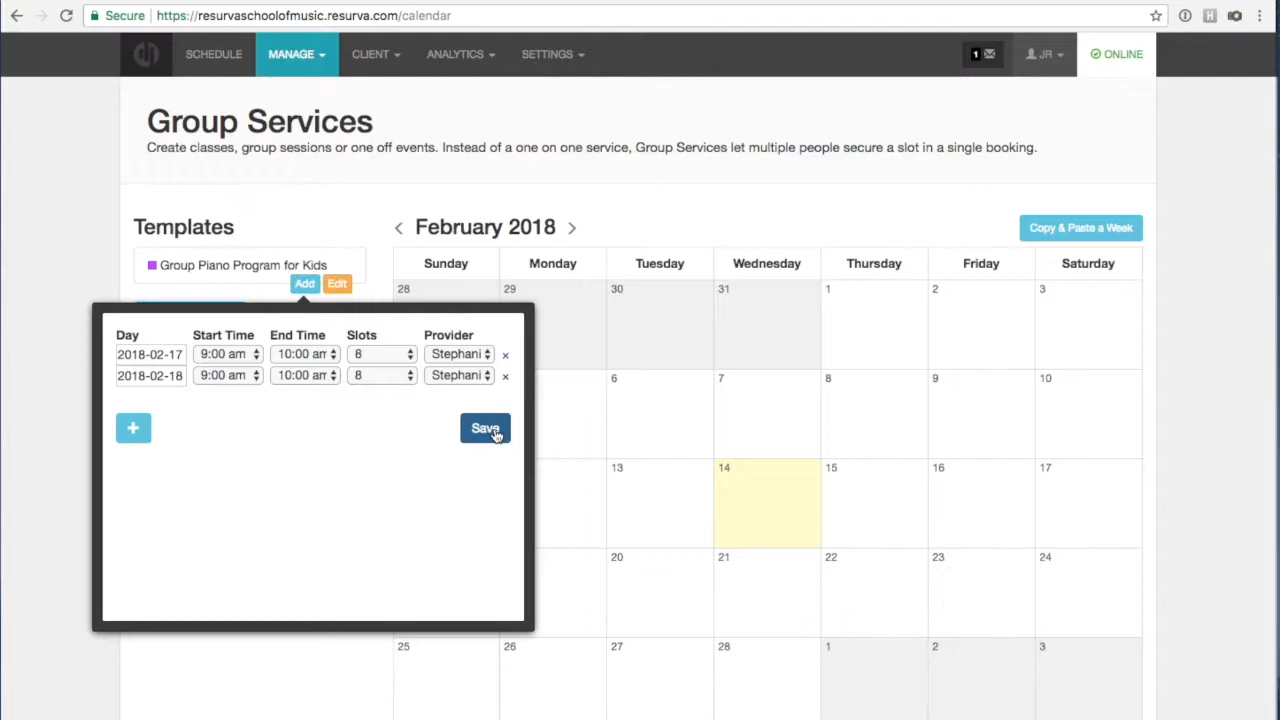 Secure https://resurvaschoolofmusic.resurva.com/calendar
SCHEDULE MANAGE CLIENT ANALYTICS SETTINGS 1 JR ONLINE
Group Services
Create classes, group sessions or one off events. Instead of a one on one service, Group Services let multiple people secure a slot in a single booking.
Templates
February 2018
Copy & Paste a Week
Group Piano Program for Kids
Add Edit
Sunday Monday Tuesday Wednesday Thursday Friday Saturday
28 29 30 31 1 2 3
Day Start Time End Time Slots Provider
2018-02-17 9:00 am 10:00 am 8 Stephani ×
2018-02-18 9:00 am 10:00 am 8 Stephani ×
+ Save
6 7 8 9 10
13 14 15 16 17
20 21 22 23 24
25 26 27 28 1 2 3